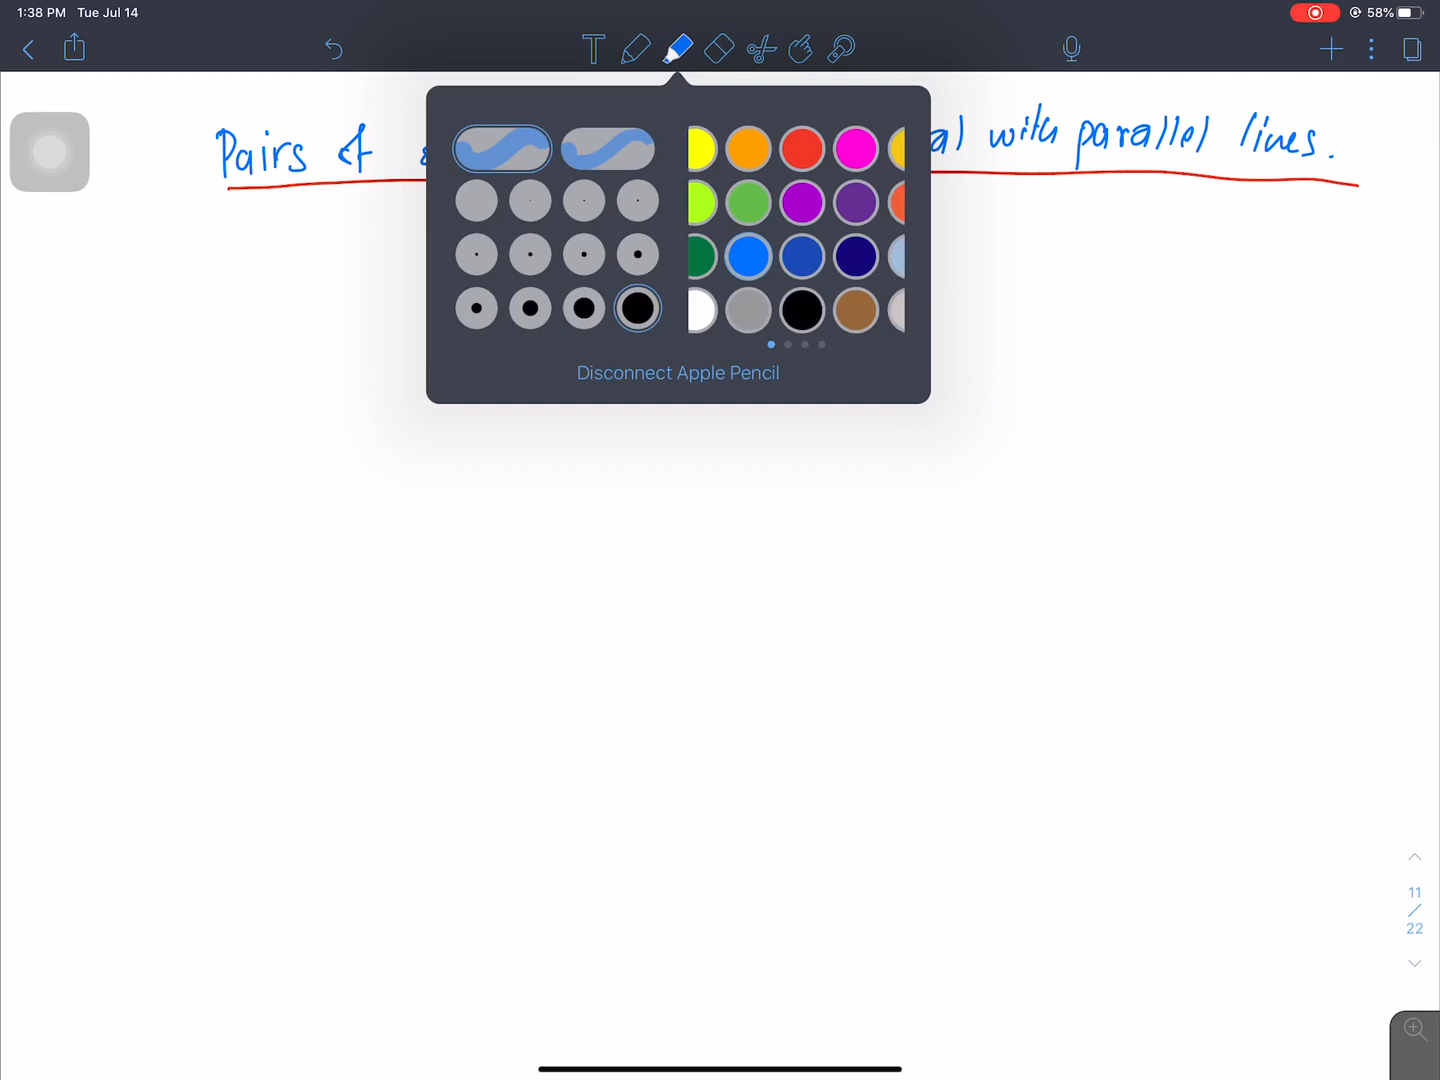 1:38 PM Tue Jul 14
58%
T
Pairs of
al with parallel lines.
Disconnect Apple Pencil
11
/
22